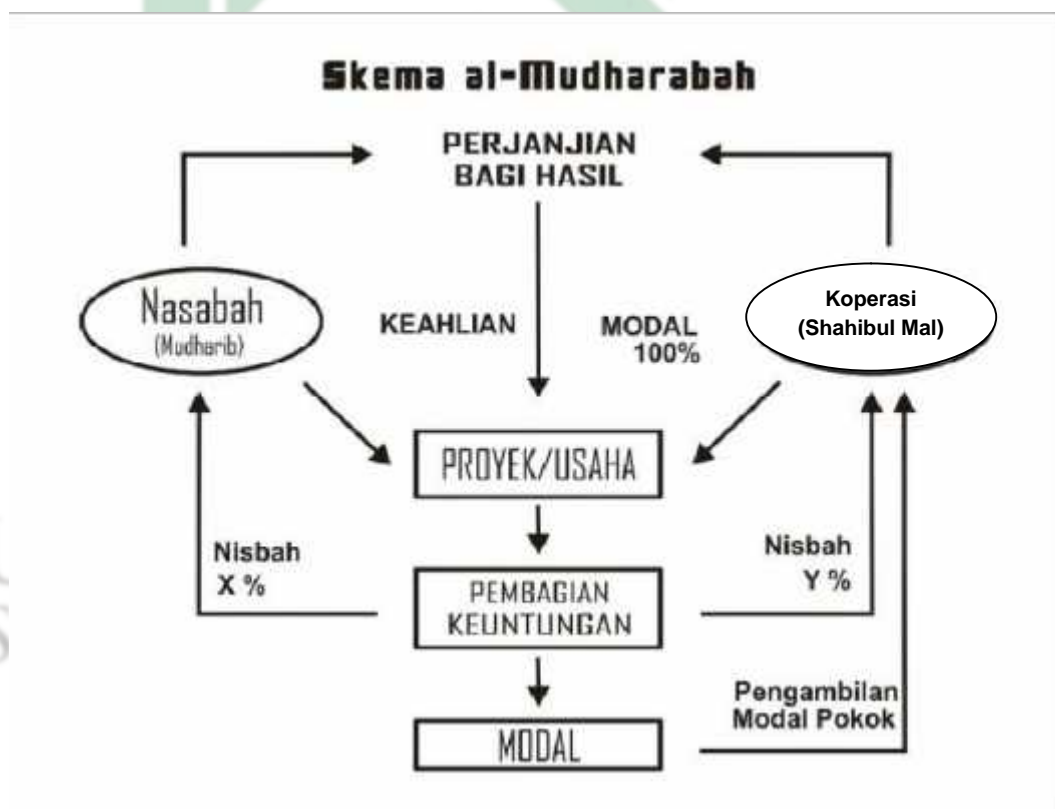 Skema al-Mudharabah
PERJANJIAN
BAGI HASIL
Nasabah
(Mudharib)
KEAHLIAN
MODAL
100%
Koperasi
(Shahibul Mal)
PROYEK/USAHA
Nisbah
X %
PEMBAGIAN
KEUNTUNGAN
Nisbah
Y %
MODAL
Pengambilan
Modal Pokok